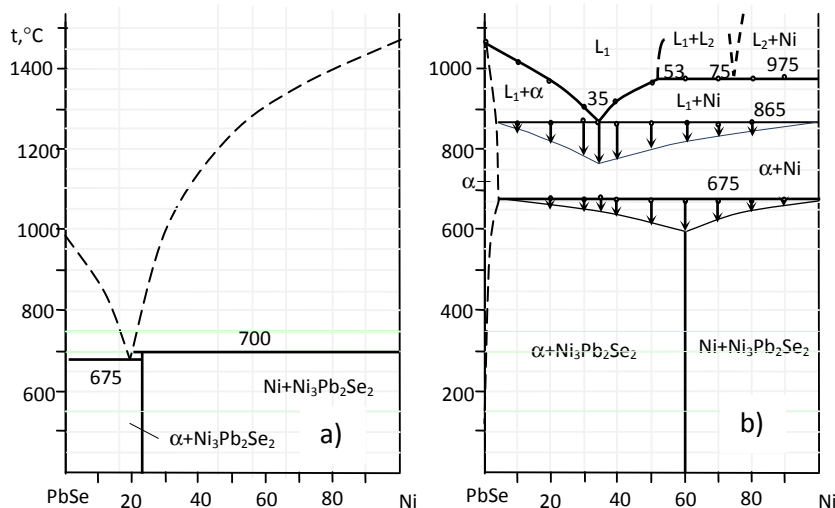 t,°C
1400
1200
1000
800
600
700
675
Ni+Ni₃Pb₂Se₂
α+Ni₃Pb₂Se₂
a)
PbSe
20
40
60
80
Ni
1000
800
600
400
200
L₁
L₁+L₂
L₂+Ni
53
75
975
L₁+α
35
L₁+Ni
865
α
α+Ni
675
α+Ni₃Pb₂Se₂
Ni+Ni₃Pb₂Se₂
b)
PbSe
20
40
60
80
Ni